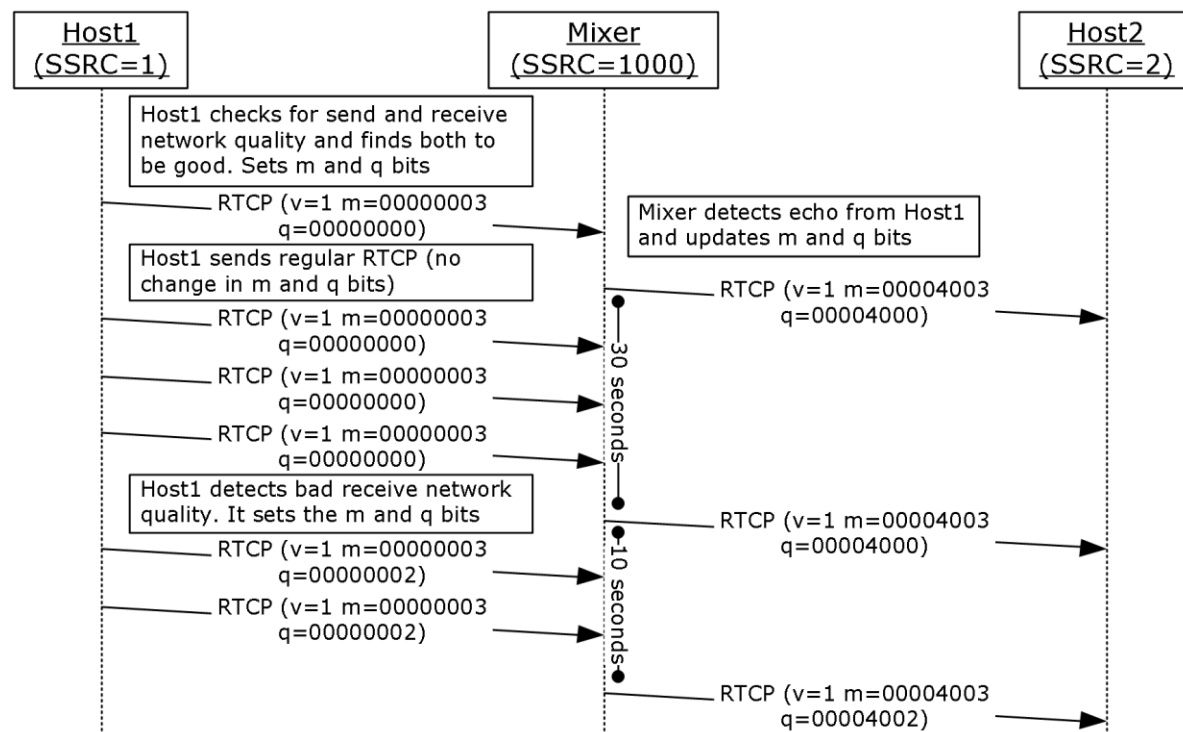 Host1
(SSRC=1)
Mixer
(SSRC=1000)
Host2
(SSRC=2)
Host1 checks for send and receive
network quality and finds both to
be good. Sets m and q bits
RTCP (v=1 m=00000003
q=00000000)
Mixer detects echo from Host1
and updates m and q bits
Host1 sends regular RTCP (no
change in m and q bits)
RTCP (v=1 m=00004003
q=00004000)
RTCP (v=1 m=00000003
q=00000000)
30 seconds
RTCP (v=1 m=00000003
q=00000000)
RTCP (v=1 m=00000003
q=00000000)
Host1 detects bad receive network
quality. It sets the m and q bits
RTCP (v=1 m=00004003
q=00004000)
RTCP (v=1 m=00000003
q=00000002)
10 seconds
RTCP (v=1 m=00000003
q=00000002)
RTCP (v=1 m=00004003
q=00004002)